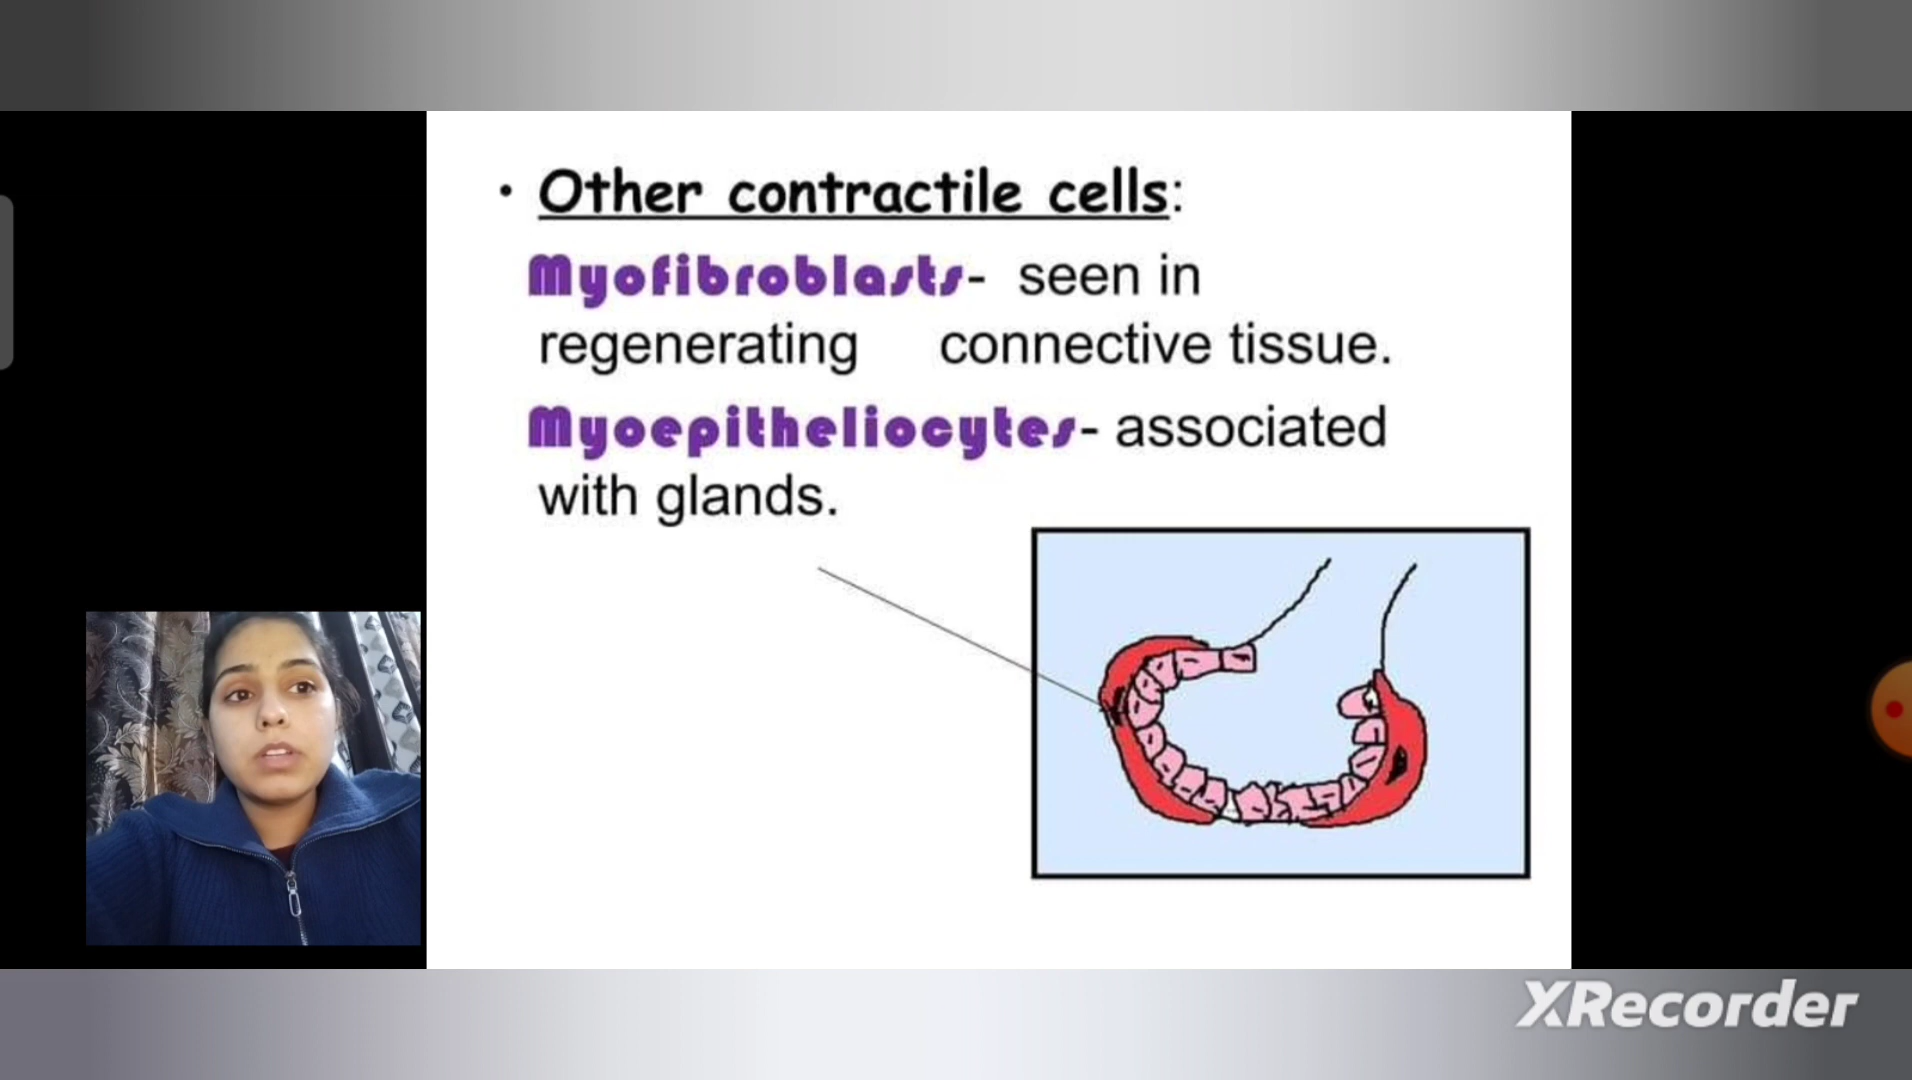 • Other contractile cells:
Myofibroblasts- seen in
regenerating connective tissue.
Myoepitheliocytes- associated
with glands.
XRecorder